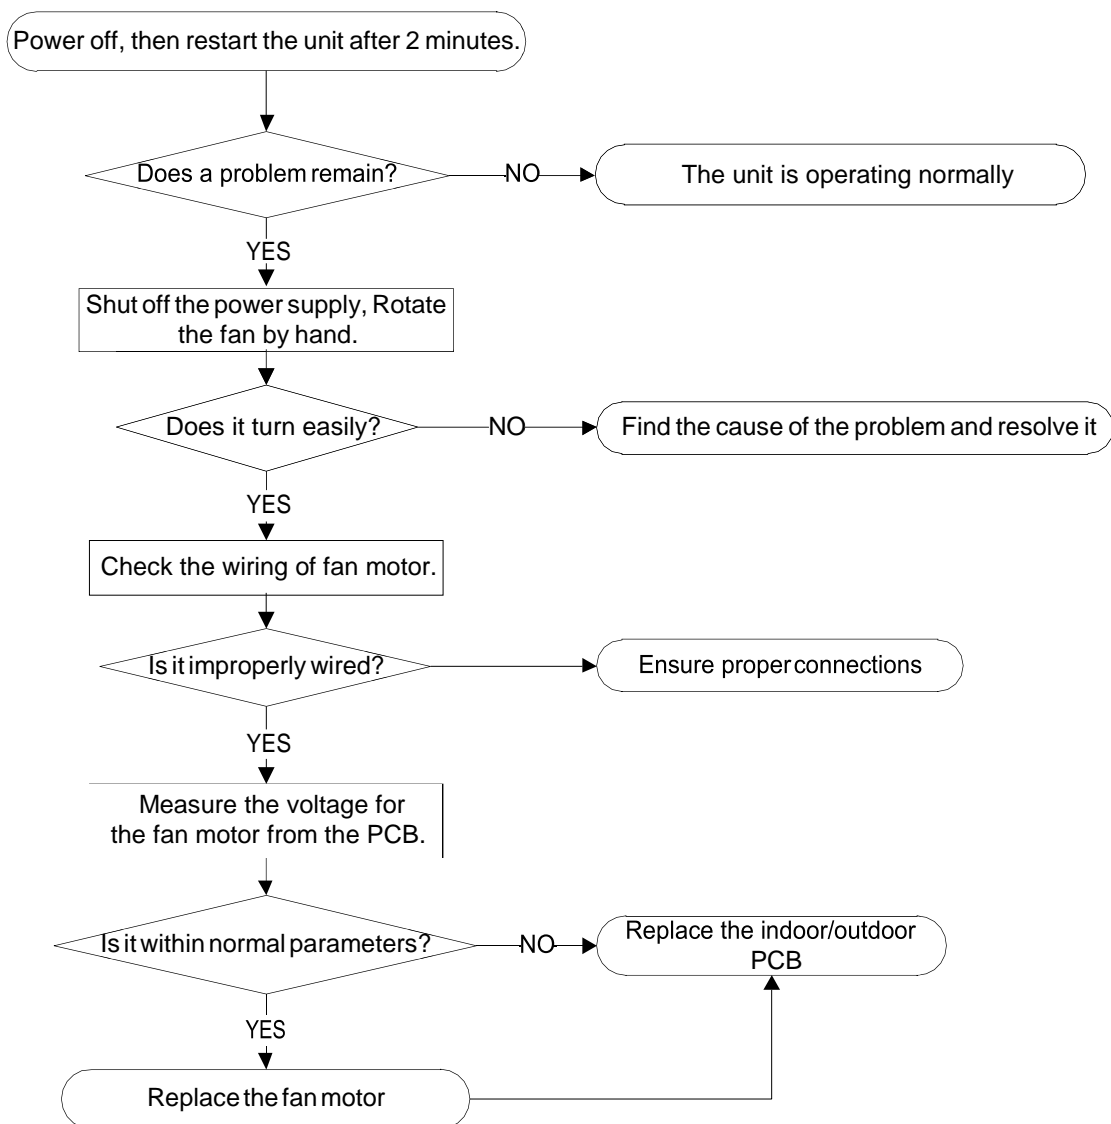 Power off, then restart the unit after 2 minutes.
Does a problem remain?
NO
The unit is operating normally
YES
Shut off the power supply, Rotate
the fan by hand.
Does it turn easily?
NO
Find the cause of the problem and resolve it
YES
Check the wiring of fan motor.
Is it improperly wired?
Ensure proper connections
YES
Measure the voltage for
the fan motor from the PCB.
Is it within normal parameters?
NO
Replace the indoor/outdoor
PCB
YES
Replace the fan motor